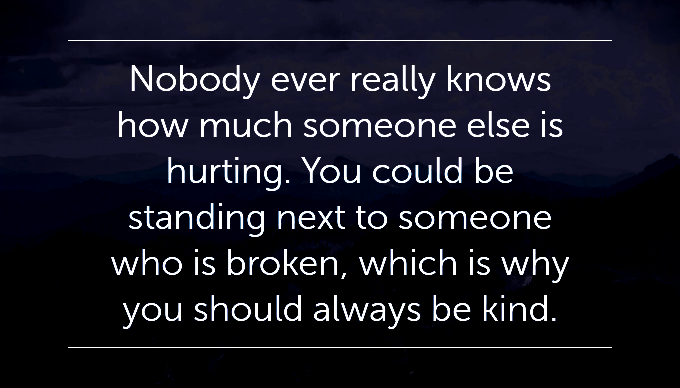 Nobody ever really knows
how much someone else is
hurting. You could be
standing next to someone
who is broken, which is why
you should always be kind.